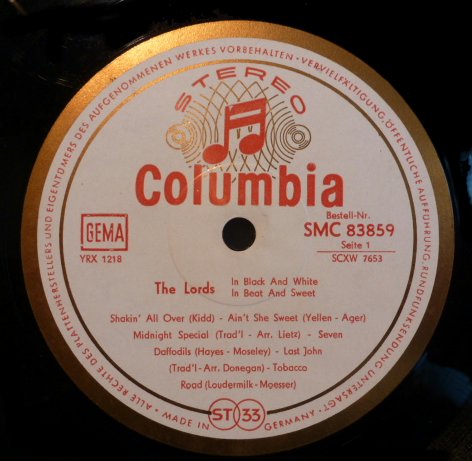 ALLE RECHTE DES PLATTENHERSTELLERS UND EIGENTÜMERS DES AUFGENOMMENEN WERKES VORBEHALTEN • VERVIELFÄLTIGUNG, ÖFFENTLICHE AUFFÜHRUNG, RUNDFUNKSENDUNG UNTERSAGT •
STEREO
Columbia
Bestell-Nr.
GEMA
SMC 83859
Seite 1
YRX 1218
SCXW 7653
The Lords
In Black And White
In Beat And Sweet
Shakin' All Over (Kidd) - Ain't She Sweet (Yellen - Ager)
Midnight Special (Trad'l - Arr. Lietz) - Seven
Daffodils (Hayes - Moseley) - Last John
(Trad'l - Arr. Donegan) - Tobacco
Road (Loudermilk - Moesser)
MADE IN
ST 33
GERMANY